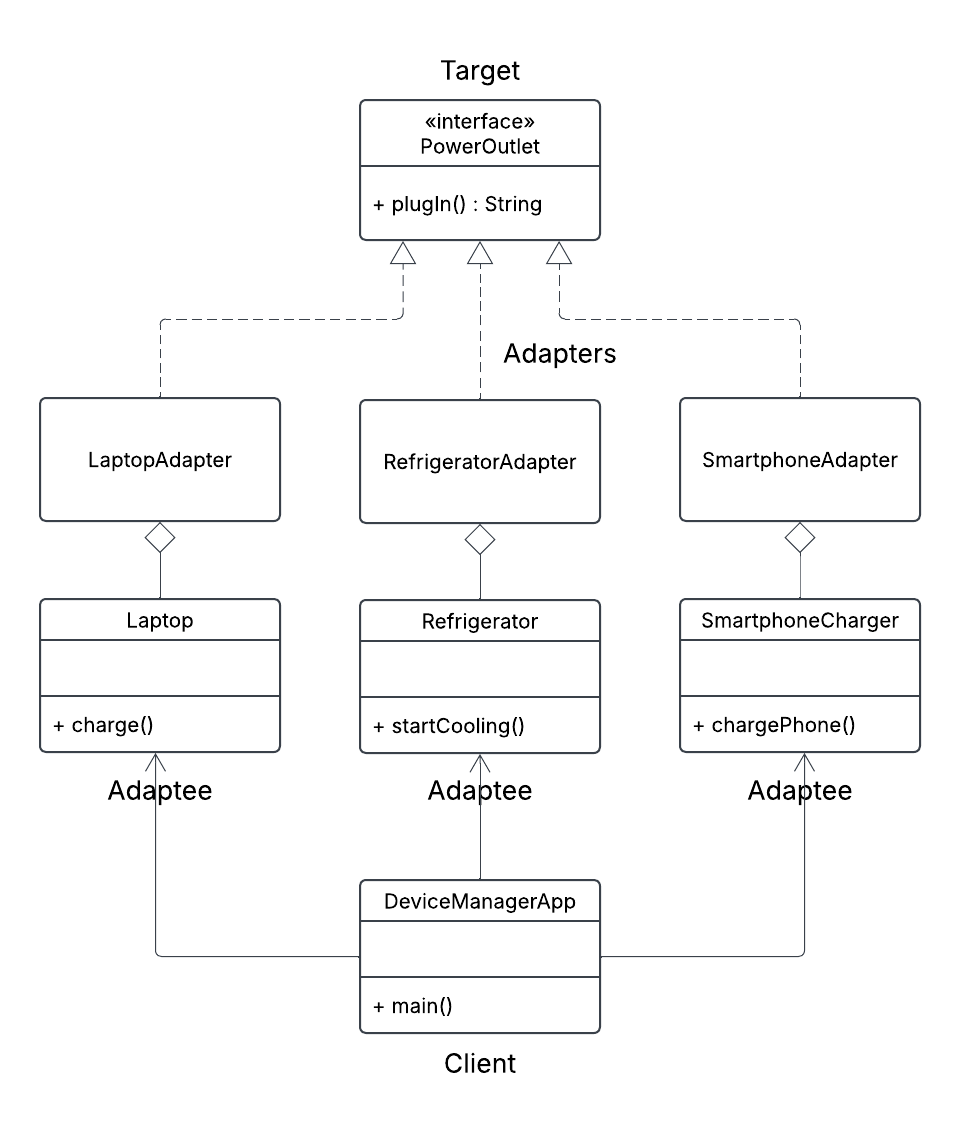 Target
«interface»
PowerOutlet
+ plugIn() : String
Adapters
LaptopAdapter
RefrigeratorAdapter
SmartphoneAdapter
Laptop
+ charge()
Adaptee
Refrigerator
+ startCooling()
Adaptee
SmartphoneCharger
+ chargePhone()
Adaptee
DeviceManagerApp
+ main()
Client